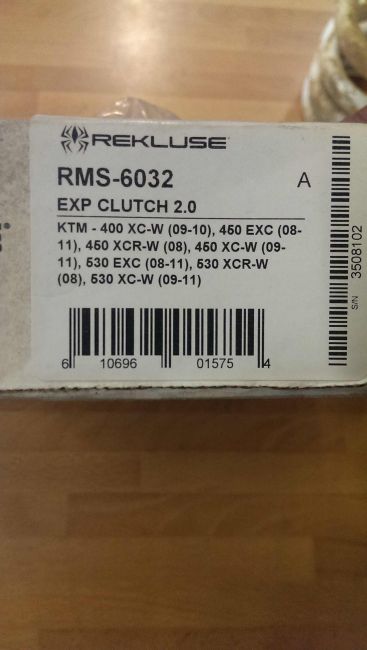 REKLUSE
RMS-6032
A
EXP CLUTCH 2.0
KTM - 400 XC-W (09-10), 450 EXC (08-
11), 450 XCR-W (08), 450 XC-W (09-
11), 530 EXC (08-11), 530 XCR-W
(08), 530 XC-W (09-11)
6 10696 01575 4
S/N 3508102